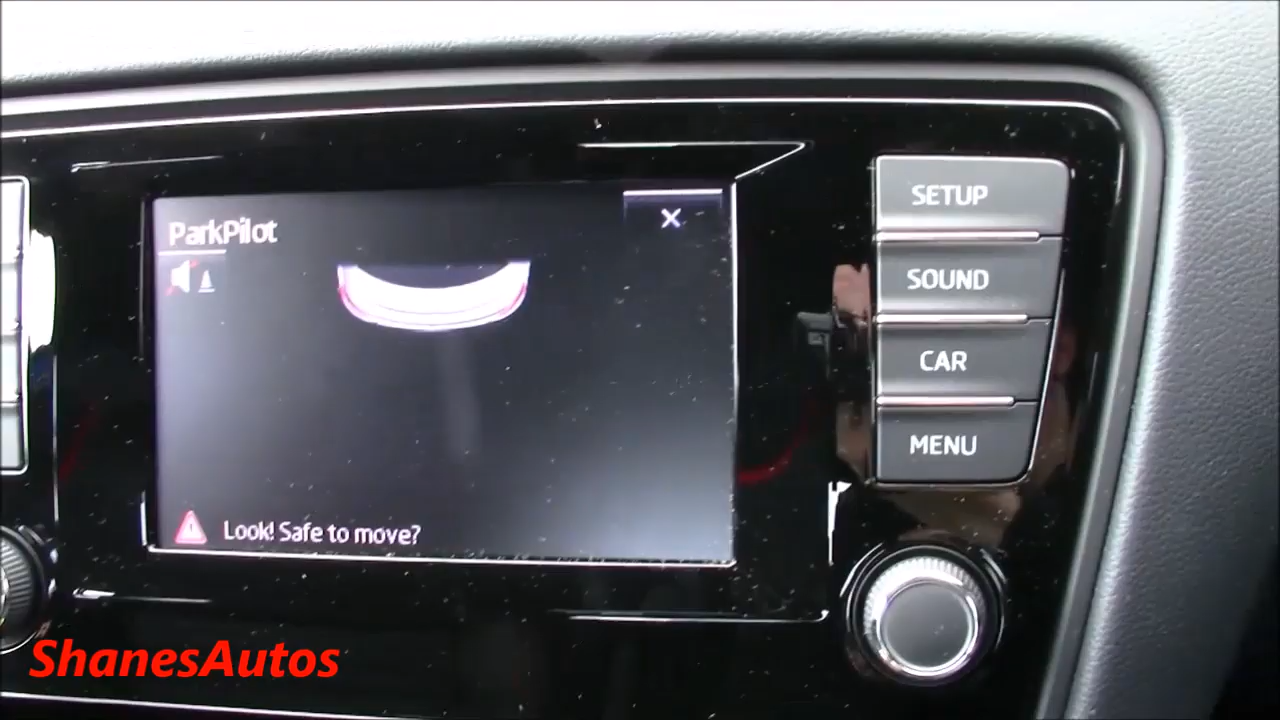 ParkPilot
X
Look! Safe to move?
SETUP
SOUND
CAR
MENU
ShanesAutos